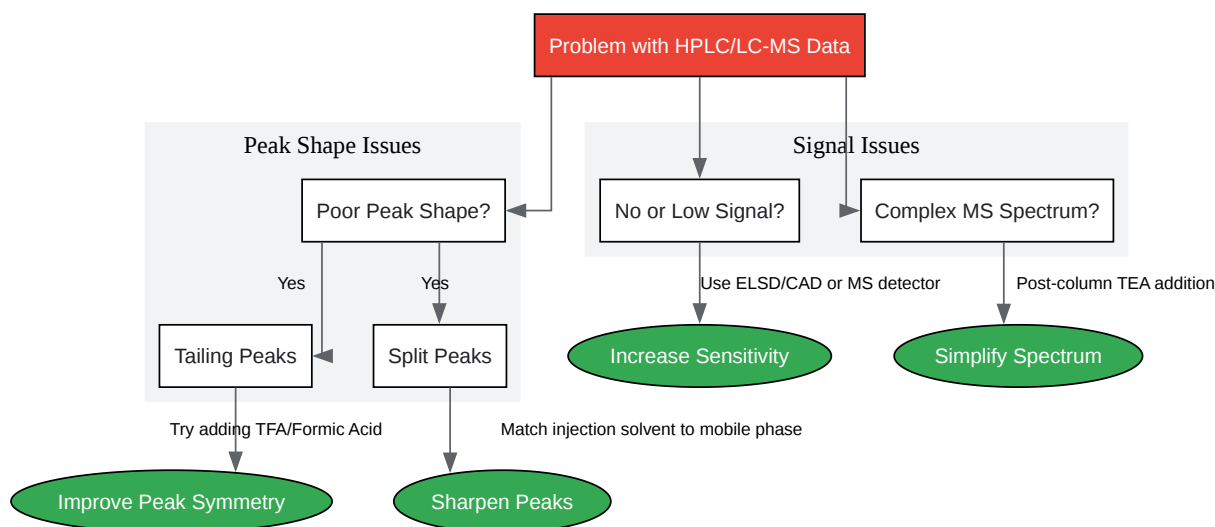 Problem with HPLC/LC-MS Data
Peak Shape Issues
Signal Issues
Poor Peak Shape?
No or Low Signal?
Complex MS Spectrum?
Yes
Yes
Use ELSD/CAD or MS detector
Post-column TEA addition
Tailing Peaks
Split Peaks
Increase Sensitivity
Simplify Spectrum
Try adding TFA/Formic Acid
Match injection solvent to mobile phase
Improve Peak Symmetry
Sharpen Peaks